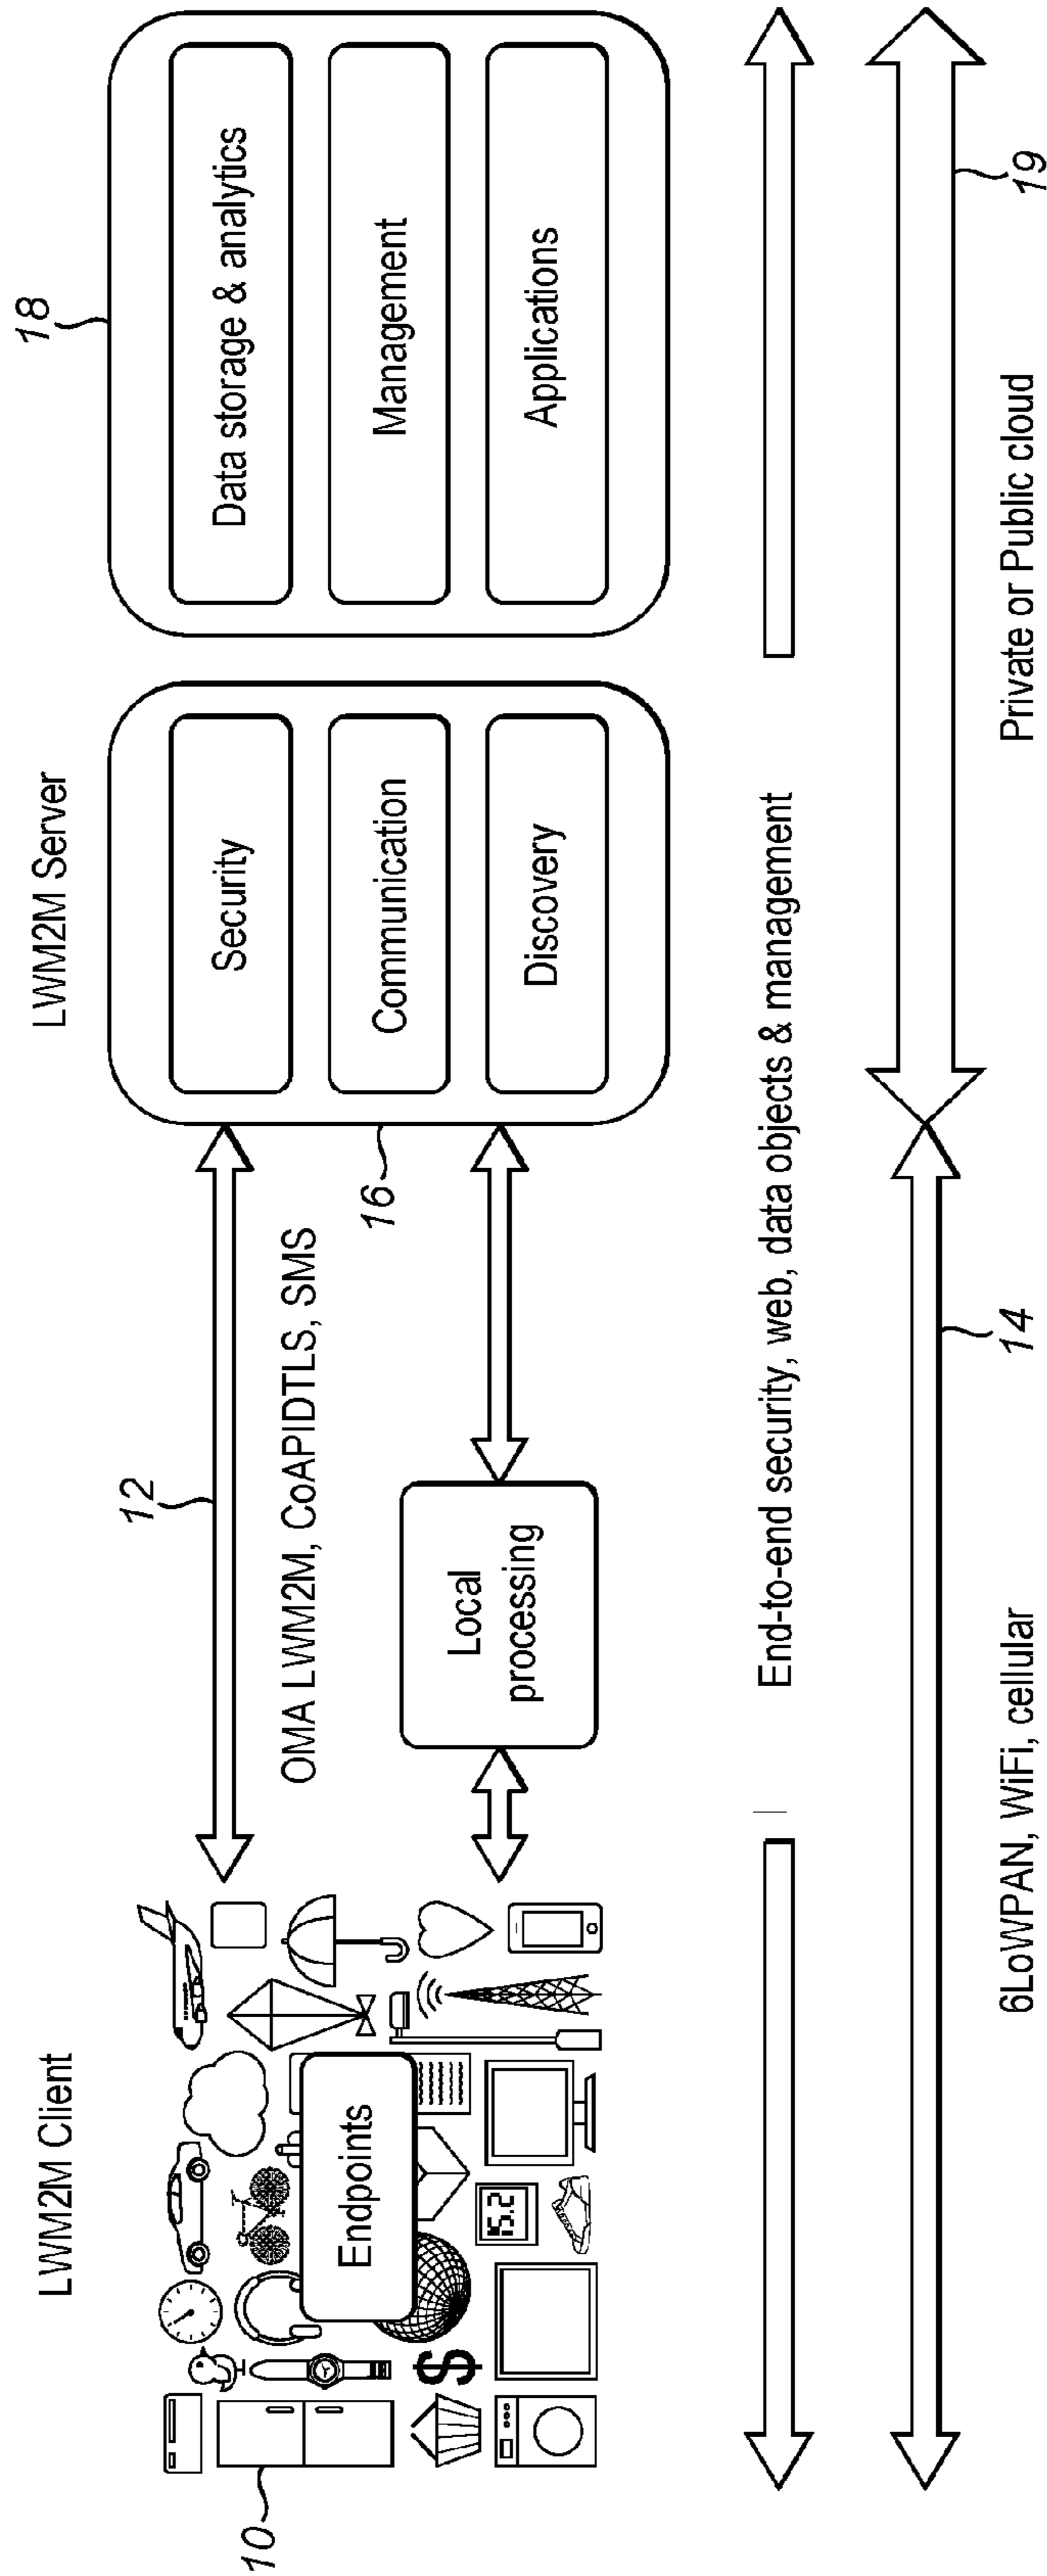 LWM2M Client
LWM2M Server
18
12
Security
Data storage & analytics
OMA LWM2M, CoAPIDTLS, SMS
Endpoints
16
Communication
Management
10
15.2
Local
processing
Discovery
Applications
End-to-end security, web, data objects & management
14
19
6LoWPAN, WiFi, cellular
Private or Public cloud